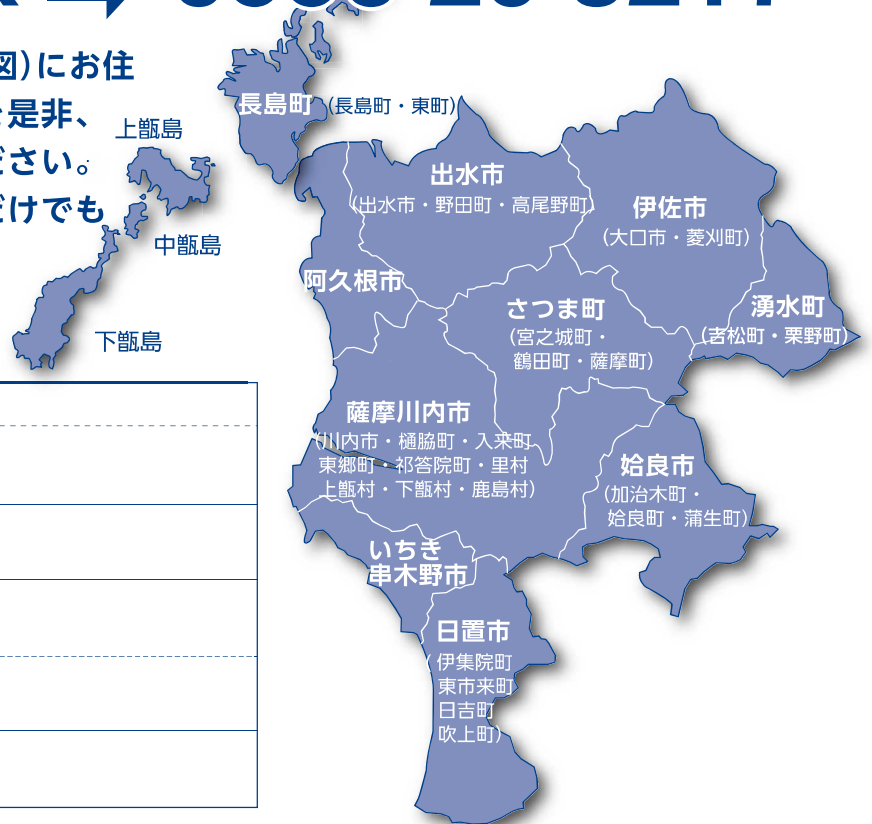 図)にお住
是非、
ださい。
だけでも
上甑島
中甑島
下甑島
長島町
(長島町・東町)
出水市
(出水市・野田町・高尾野町)
伊佐市
(大口市・菱刈町)
阿久根市
さつま町
(宮之城町・
鶴田町・薩摩町)
湧水町
(吉松町・栗野町)
薩摩川内市
(川内市・樋脇町・入来町
東郷町・祁答院町・里村
上甑村・下甑村・鹿島村)
姶良市
(加治木町・
姶良町・蒲生町)
いちき
串木野市
日置市
(伊集院町
東市来町
日吉町
吹上町)